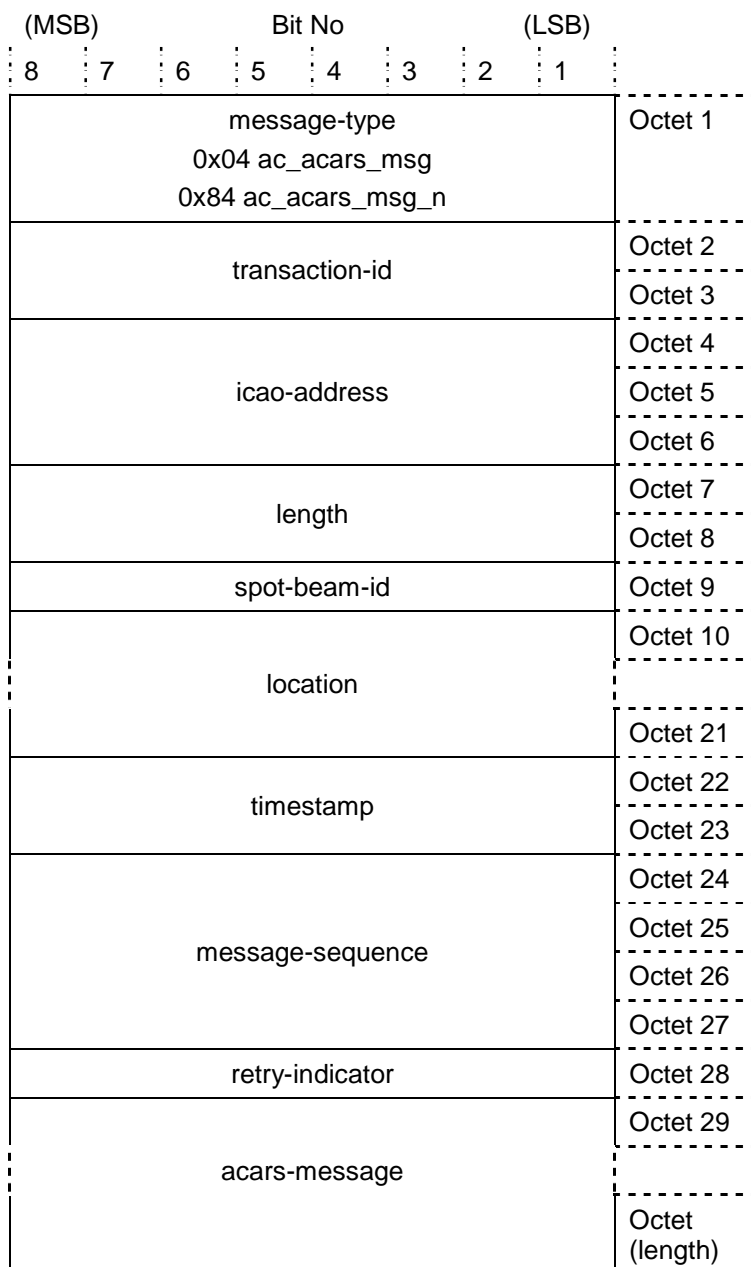 (MSB) Bit No (LSB)
8 7 6 5 4 3 2 1
message-type Octet 1
0x04 ac_acars_msg
0x84 ac_acars_msg_n
Octet 2
transaction-id
Octet 3
Octet 4
icao-address Octet 5
Octet 6
Octet 7
length
Octet 8
spot-beam-id Octet 9
Octet 10
location
Octet 21
Octet 22
timestamp
Octet 23
Octet 24
Octet 25
message-sequence
Octet 26
Octet 27
retry-indicator Octet 28
Octet 29
acars-message
Octet
(length)